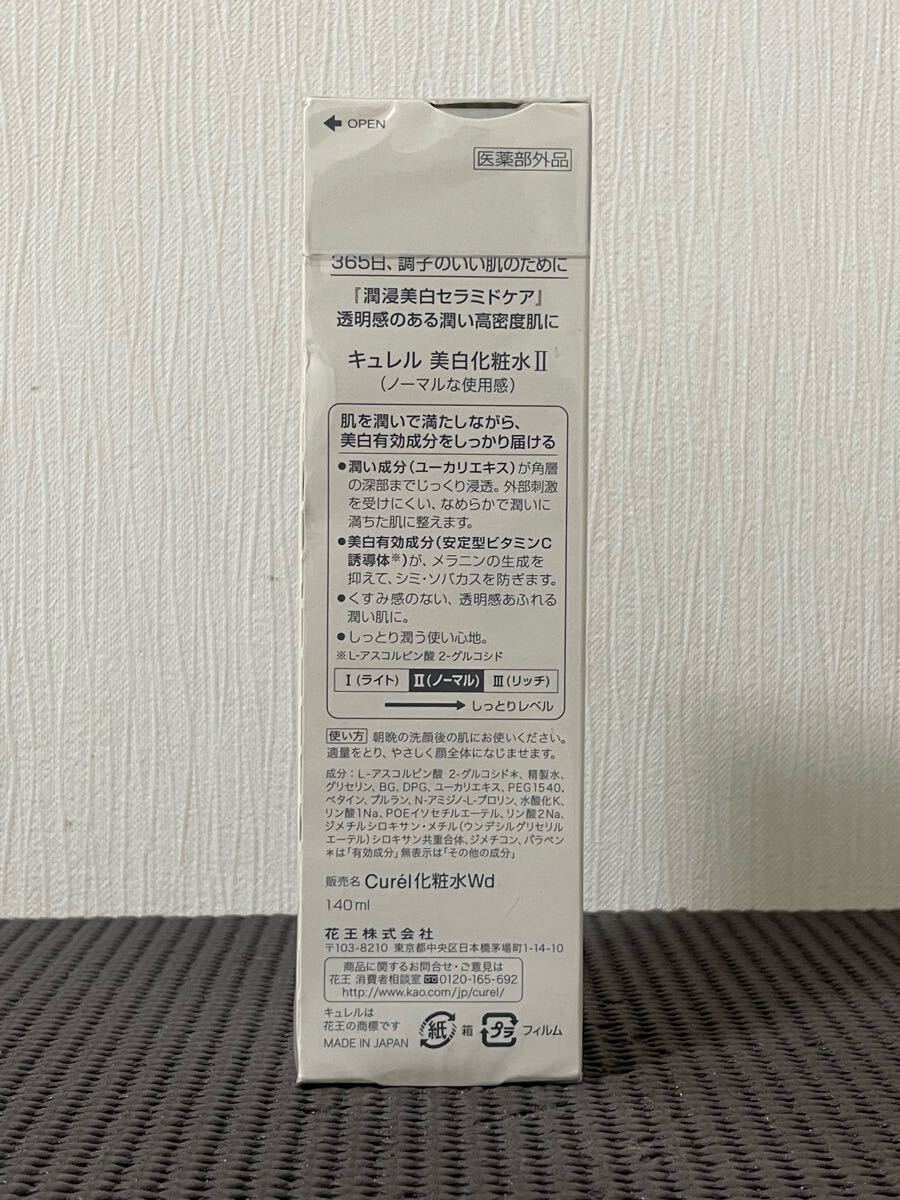 ← OPEN
医薬部外品
365日、調子のいい肌のために
『潤浸美白セラミドケア』
透明感のある潤い高密度肌に
キュレル 美白化粧水Ⅱ
(ノーマルな使用感)
肌を潤いで満たしながら、
美白有効成分をしっかり届ける
●潤い成分(ユーカリエキス)が角層
の深部までじっくり浸透。外部刺激
を受けにくい、なめらかで潤いに
満ちた肌に整えます。
●美白有効成分(安定型ビタミンC
誘導体※)が、メラニンの生成を
抑えて、シミ・ソバカスを防ぎます。
●くすみ感のない、透明感あふれる
潤い肌に。
●しっとり潤う使い心地。
※L-アスコルビン酸 2-グルコシド
Ⅰ(ライト) Ⅱ(ノーマル) Ⅲ(リッチ)
しっとりレベル
使い方 朝晩の洗顔後の肌にお使いください。
適量をとり、やさしく顔全体になじませます。
成分:L-アスコルビン酸 2-グルコシド*、精製水、
グリセリン、BG、DPG、ユーカリエキス、PEG1540、
ベタイン、プルラン、N-アミジノ-L-プロリン、水酸化K、
リン酸1Na、POEイソセチルエーテル、リン酸2Na、
ジメチルシロキサン・メチル(ウンデシルグリセリル
エーテル)シロキサン共重合体、ジメチコン、パラベン
*は「有効成分」無表示は「その他の成分」
販売名 Curél化粧水Wd
140ml
花王株式会社
〒103-8210 東京都中央区日本橋茅場町1-14-10
商品に関するお問合せ・ご意見は
花王 消費者相談室 0120-165-692
http://www.kao.com/jp/curel/
キュレルは
花王の商標です
MADE IN JAPAN
紙 箱 プラ フィルム